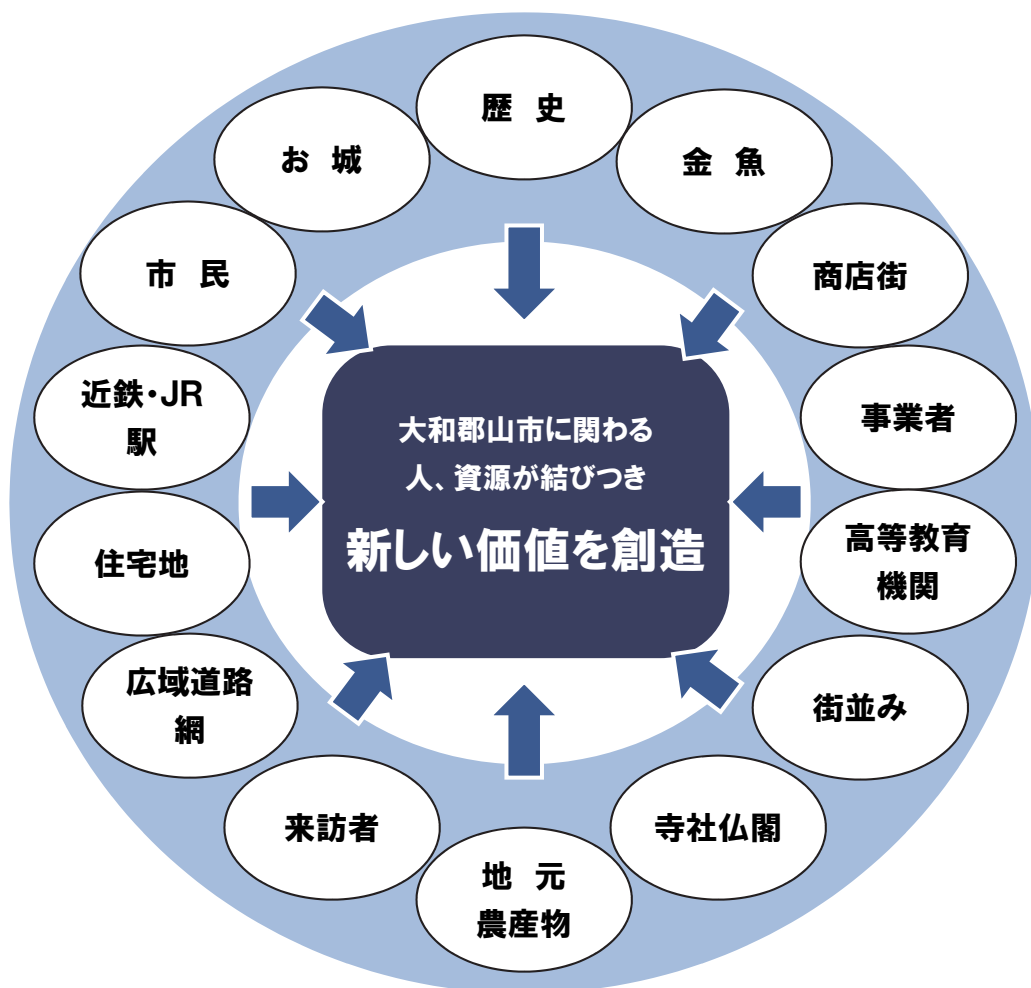 歴 史
お 城
金 魚
市 民
商店街
近鉄・JR
駅
事業者
大和郡山市に関わる
人、資源が結びつき
新しい価値を創造
住宅地
高等教育
機関
広域道路
網
街並み
来訪者
寺社仏閣
地 元
農産物